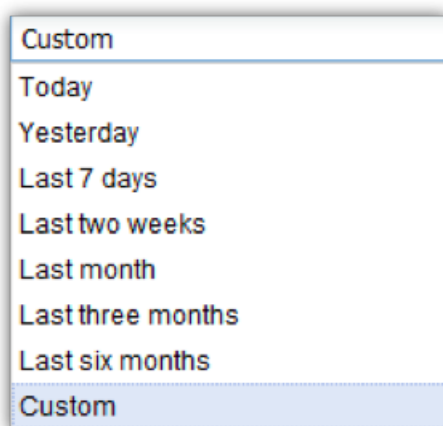 Custom
Today
Yesterday
Last 7 days
Last two weeks
Last month
Last three months
Last six months
Custom